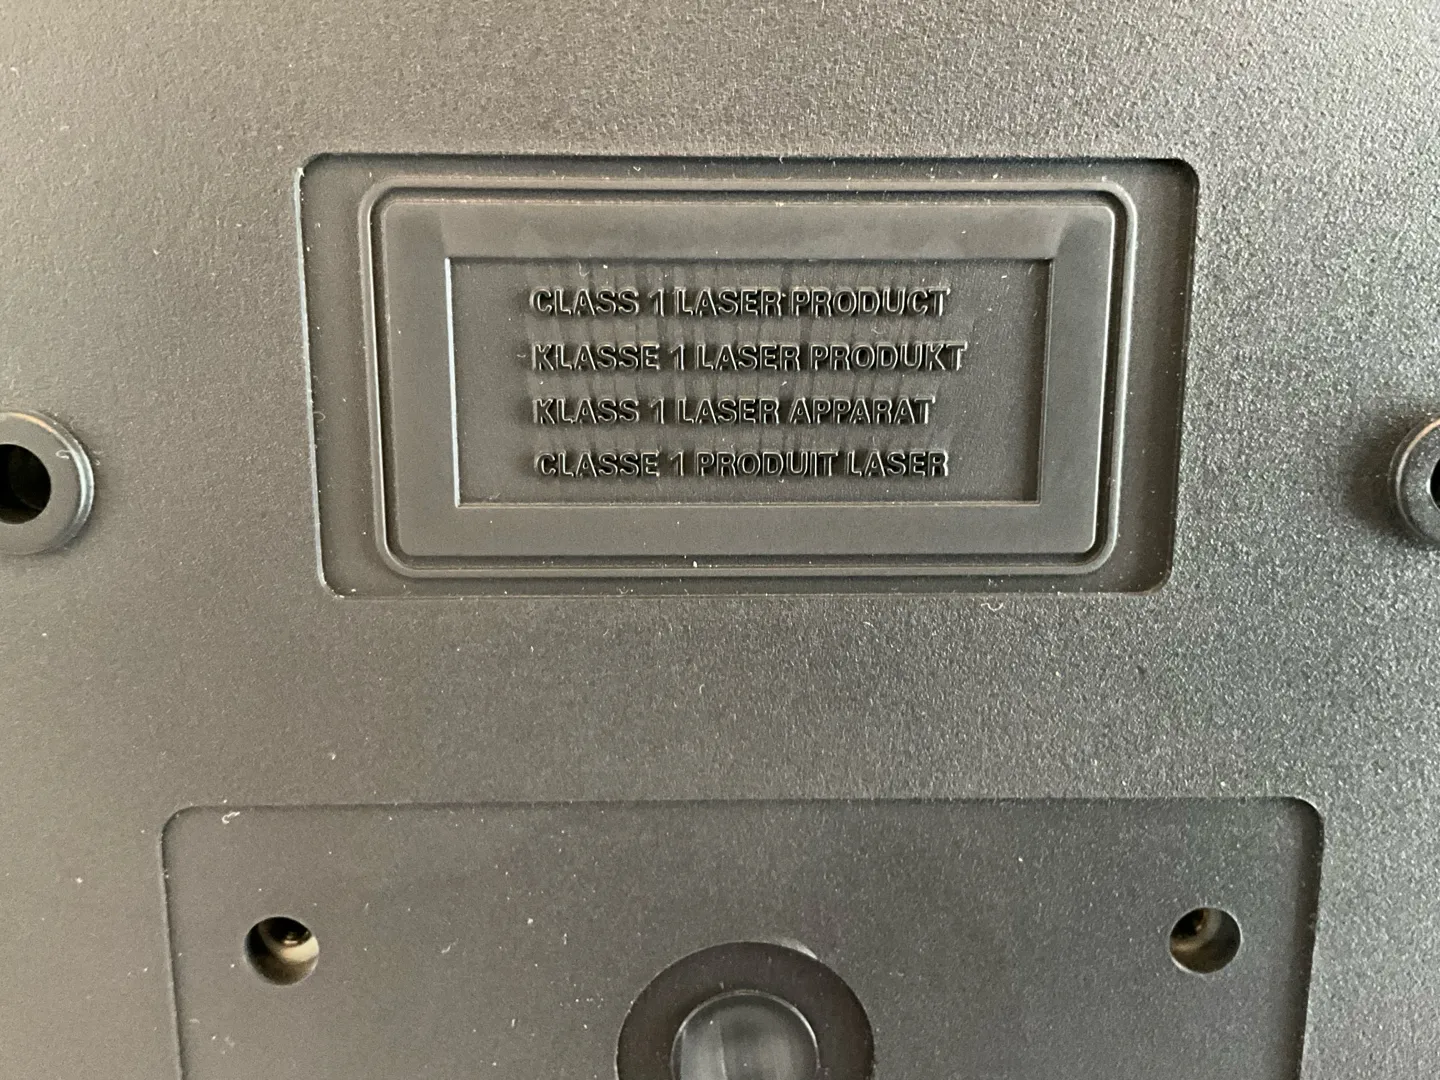 CLASS 1 LASER PRODUCT
KLASSE 1 LASER PRODUKT
KLASS 1 LASER APPARAT
CLASSE 1 PRODUIT LASER